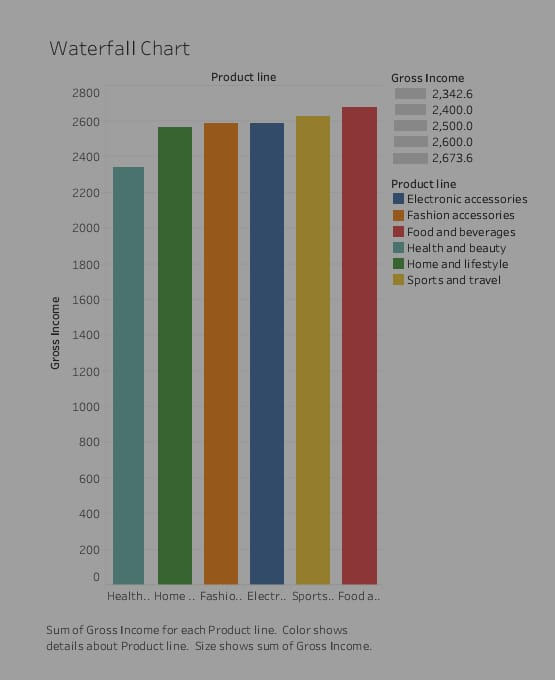 Waterfall Chart
Product line
2800
2600
2400
2200
2000
1800
1600
1400
1200
1000
800
600
400
200
0
Gross Income
Health.. Home .. Fashio.. Electr.. Sports.. Food a..
Gross Income
2,342.6
2,400.0
2,500.0
2,600.0
2,673.6
Product line
Electronic accessories
Fashion accessories
Food and beverages
Health and beauty
Home and lifestyle
Sports and travel
Sum of Gross Income for each Product line. Color shows
details about Product line. Size shows sum of Gross Income.